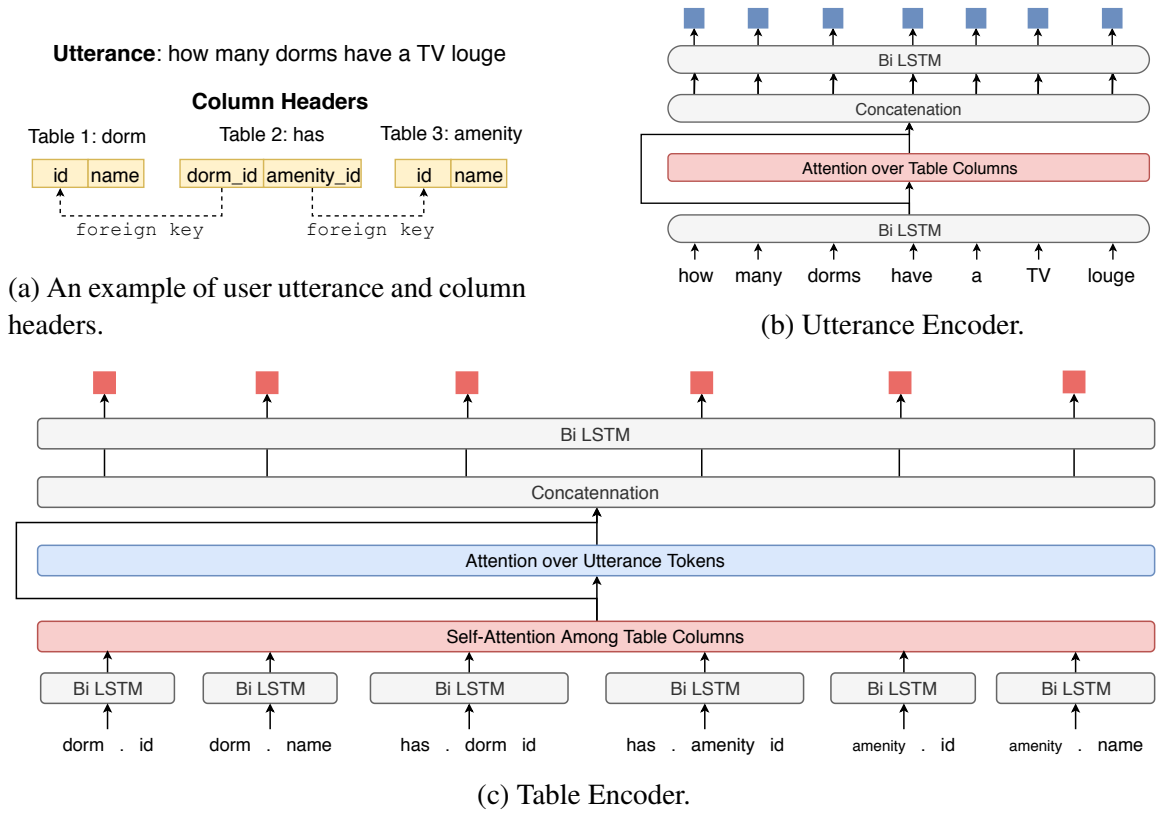 Utterance: how many dorms have a TV louge
Column Headers
Table 1: dorm
Table 2: has
Table 3: amenity
id name
dorm_id amenity_id
id name
foreign key
foreign key
(a) An example of user utterance and column
headers.
Bi LSTM
Concatenation
Attention over Table Columns
Bi LSTM
how many dorms have a TV louge
(b) Utterance Encoder.
Bi LSTM
Concatennation
Attention over Utterance Tokens
Self-Attention Among Table Columns
Bi LSTM Bi LSTM Bi LSTM Bi LSTM Bi LSTM Bi LSTM
dorm . id dorm . name has . dorm id has . amenity id amenity . id amenity . name
(c) Table Encoder.